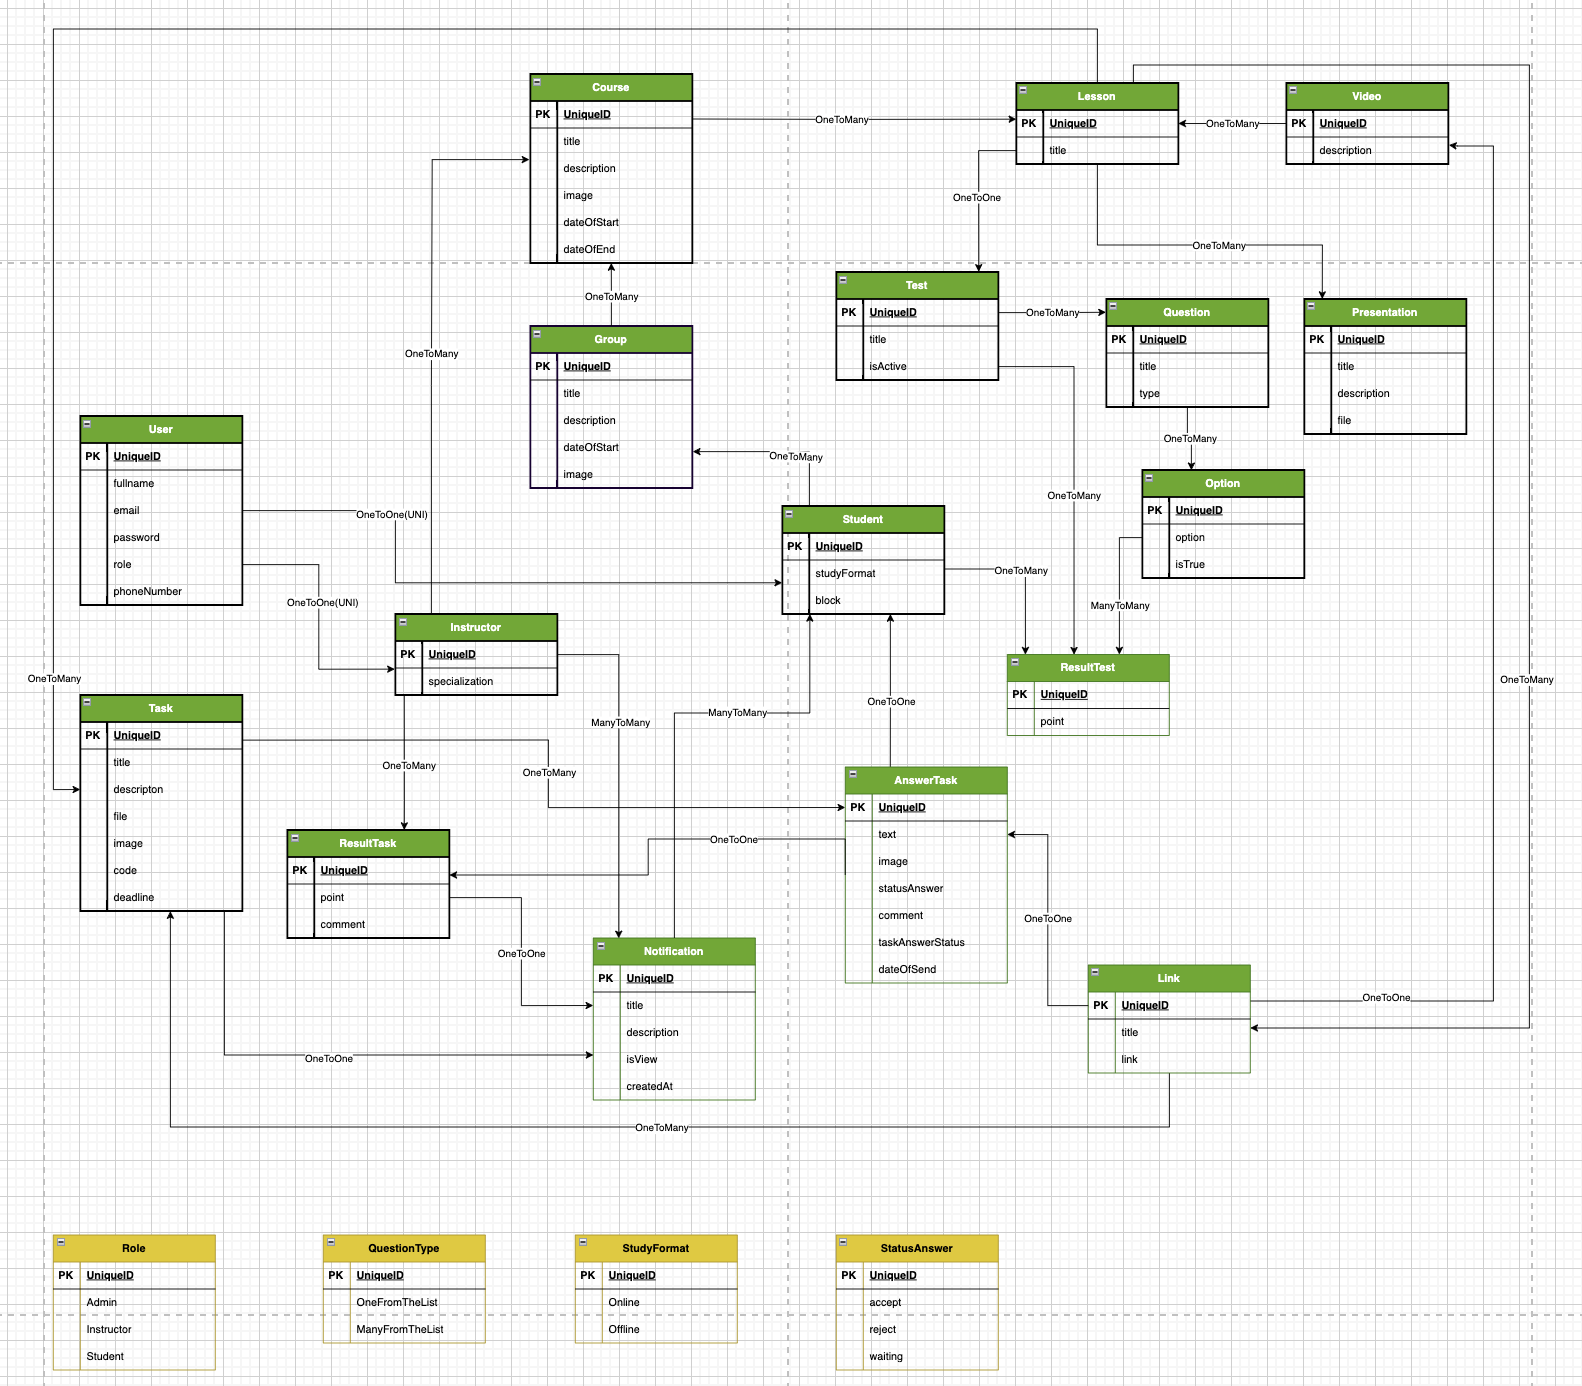 Course
PK UniqueID
title
description
image
dateOfStart
dateOfEnd
OneToMany
Lesson
PK UniqueID
title
OneToMany
Video
PK UniqueID
description
OneToOne
OneToMany
OneToMany
Test
PK UniqueID
title
isActive
OneToMany
Question
PK UniqueID
title
type
Presentation
PK UniqueID
title
description
file
Group
PK UniqueID
title
description
dateOfStart
image
OneToMany
OneToMany
OneToMany
User
PK UniqueID
fullname
email
password
role
phoneNumber
OneToOne(UNI)
OneToOne(UNI)
OneToMany
Option
PK UniqueID
option
isTrue
OneToMany
Student
PK UniqueID
studyFormat
block
OneToMany
ManyToMany
Instructor
PK UniqueID
specialization
ResultTest
PK UniqueID
point
OneToMany
OneToMany
Task
PK UniqueID
title
descripton
file
image
code
deadline
OneToMany
ManyToMany
ManyToMany
OneToOne
OneToMany
AnswerTask
PK UniqueID
text
image
statusAnswer
comment
taskAnswerStatus
dateOfSend
ResultTask
PK UniqueID
point
comment
OneToOne
OneToOne
OneToOne
Notification
PK UniqueID
title
description
isView
createdAt
Link
PK UniqueID
title
link
OneToOne
OneToOne
OneToMany
Role
PK UniqueID
Admin
Instructor
Student
QuestionType
PK UniqueID
OneFromTheList
ManyFromTheList
StudyFormat
PK UniqueID
Online
Offline
StatusAnswer
PK UniqueID
accept
reject
waiting